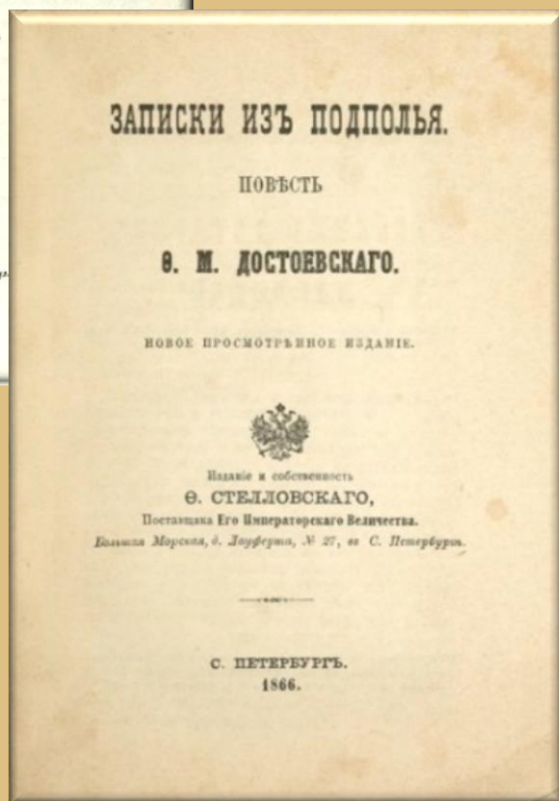 ЗАПИСКИ ИЗЪ ПОДПОЛЬЯ.
ПОВѢСТЬ
Ѳ. М. ДОСТОЕВСКАГО.
НОВОЕ ПРОСМОТРѢННОЕ ИЗДАНІЕ.
Изданіе и собственность
Ѳ. СТЕЛЛОВСКАГО,
Поставщика Его Императорскаго Величества.
Большая Морская, д. Лауферта, № 27, въ С. Петербургѣ.
С. ПЕТЕРБУРГЪ.
1866.